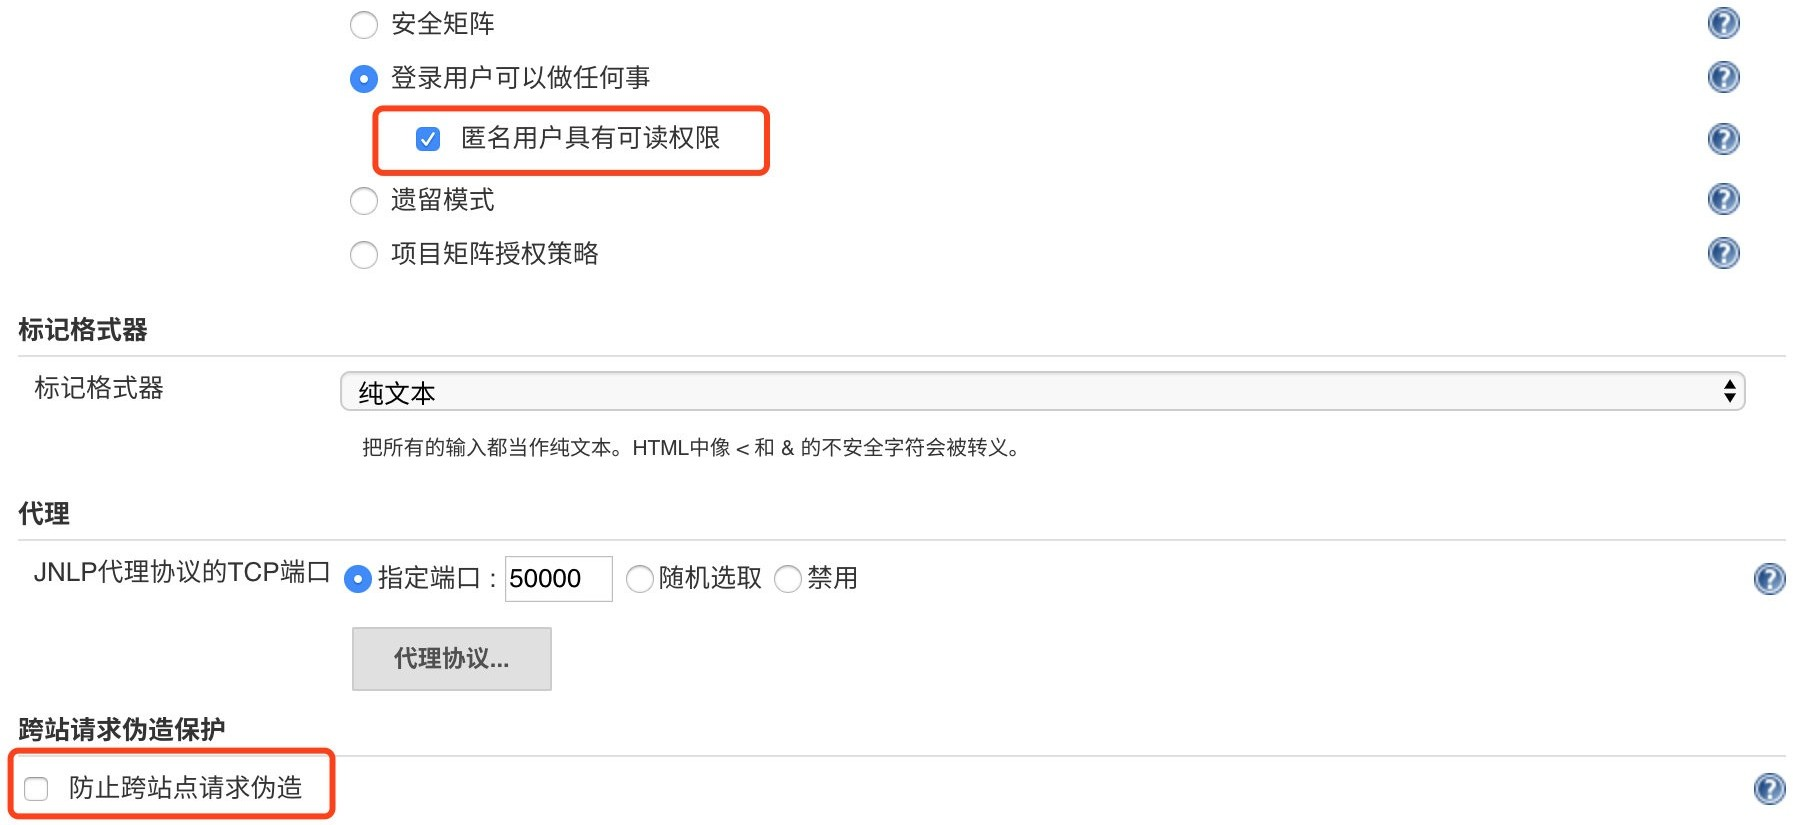 安全矩阵
登录用户可以做任何事
匿名用户具有可读权限
遗留模式
项目矩阵授权策略
标记格式器
标记格式器 纯文本
把所有的输入都当作纯文本。HTML中像 < 和 & 的不安全字符会被转义。
代理
JNLP代理协议的TCP端口 指定端口 : 50000 随机选取 禁用
代理协议...
跨站请求伪造保护
防止跨站点请求伪造